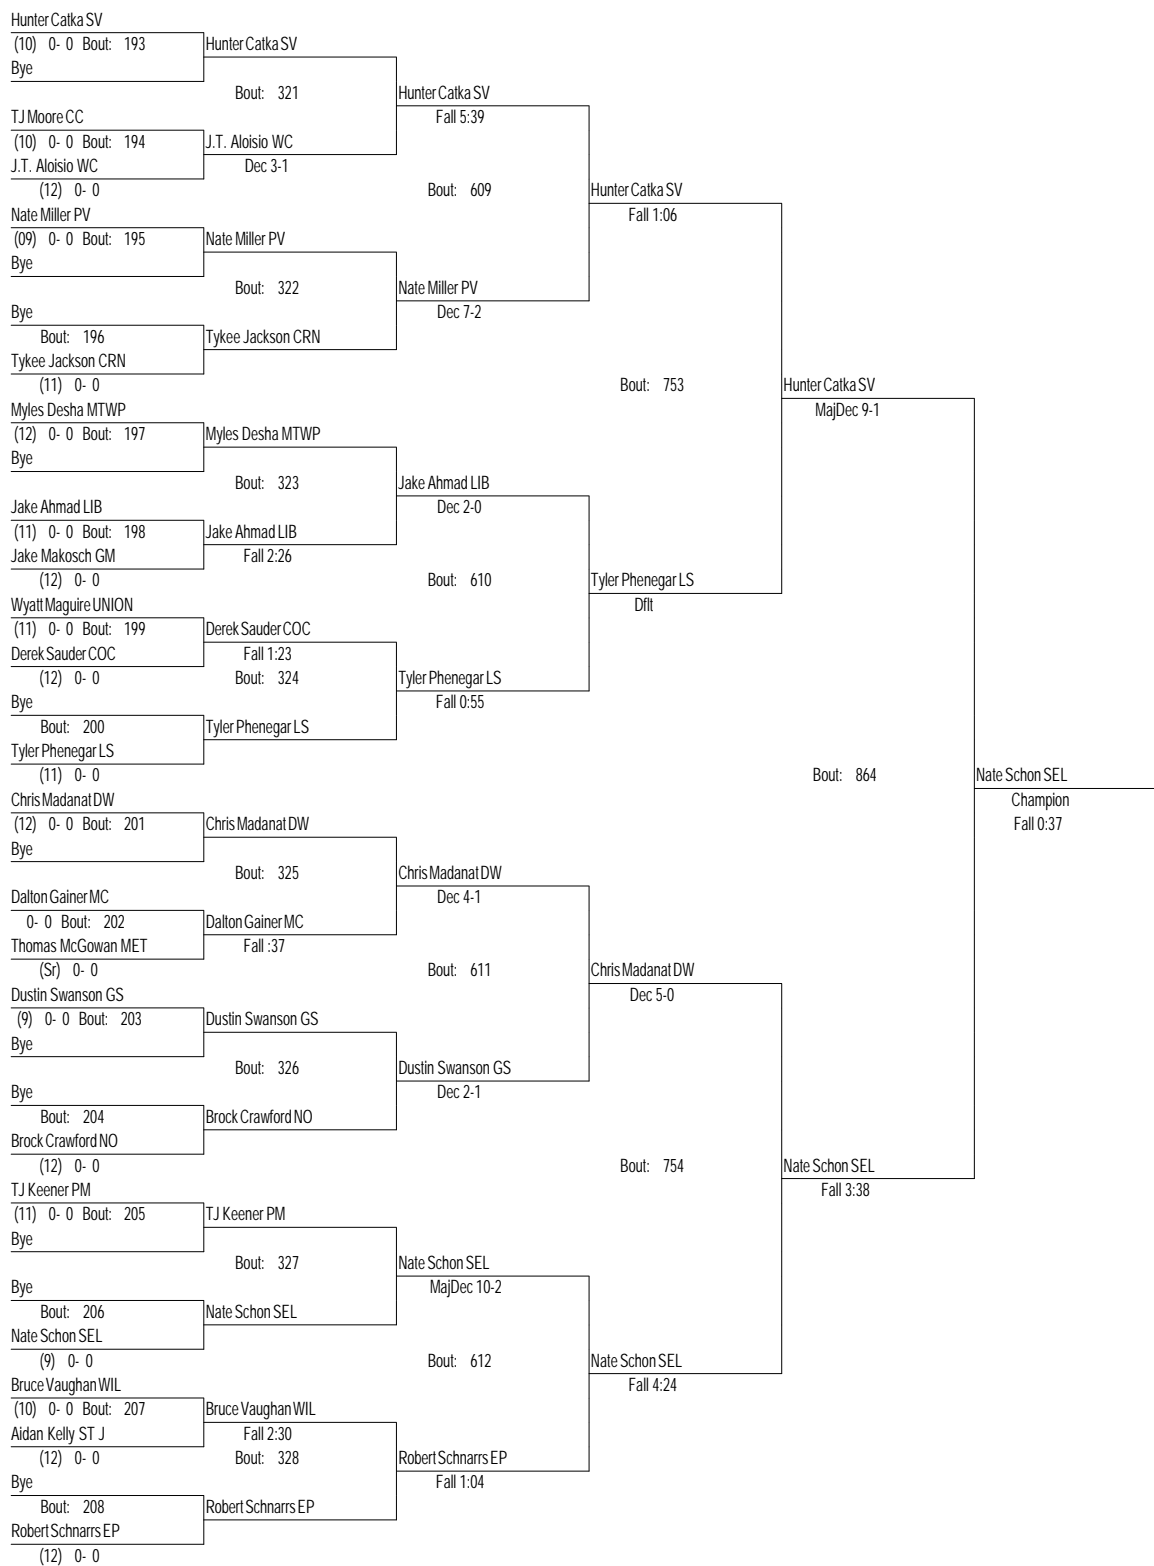 Hunter Catka SV
(10) 0- 0 Bout: 193
Hunter Catka SV
Bye
Bout: 321
Hunter Catka SV
TJ Moore CC
Fall 5:39
(10) 0- 0 Bout: 194
J.T. Aloisio WC
J.T. Aloisio WC
Dec 3-1
(12) 0- 0
Bout: 609
Hunter Catka SV
Nate Miller PV
Fall 1:06
(09) 0- 0 Bout: 195
Nate Miller PV
Bye
Bout: 322
Nate Miller PV
Bye
Dec 7-2
Bout: 196
Tykee Jackson CRN
Tykee Jackson CRN
(11) 0- 0
Bout: 753
Hunter Catka SV
Myles Desha MTWP
MajDec 9-1
(12) 0- 0 Bout: 197
Myles Desha MTWP
Bye
Bout: 323
Jake Ahmad LIB
Jake Ahmad LIB
Dec 2-0
(11) 0- 0 Bout: 198
Jake Ahmad LIB
Jake Makosch GM
Fall 2:26
(12) 0- 0
Bout: 610
Tyler Phenegar LS
Wyatt Maguire UNION
Dflt
(11) 0- 0 Bout: 199
Derek Sauder COC
Derek Sauder COC
Fall 1:23
(12) 0- 0
Bout: 324
Tyler Phenegar LS
Bye
Fall 0:55
Bout: 200
Tyler Phenegar LS
Tyler Phenegar LS
(11) 0- 0
Bout: 864
Nate Schon SEL
Chris Madanat DW
Champion
(12) 0- 0 Bout: 201
Chris Madanat DW
Fall 0:37
Bye
Bout: 325
Chris Madanat DW
Dalton Gainer MC
Dec 4-1
0- 0 Bout: 202
Dalton Gainer MC
Thomas McGowan MET
Fall :37
(Sr) 0- 0
Bout: 611
Chris Madanat DW
Dustin Swanson GS
Dec 5-0
(9) 0- 0 Bout: 203
Dustin Swanson GS
Bye
Bout: 326
Dustin Swanson GS
Bye
Dec 2-1
Bout: 204
Brock Crawford NO
Brock Crawford NO
(12) 0- 0
Bout: 754
Nate Schon SEL
TJ Keener PM
Fall 3:38
(11) 0- 0 Bout: 205
TJ Keener PM
Bye
Bout: 327
Nate Schon SEL
Bye
MajDec 10-2
Bout: 206
Nate Schon SEL
Nate Schon SEL
(9) 0- 0
Bout: 612
Nate Schon SEL
Bruce Vaughan WIL
Fall 4:24
(10) 0- 0 Bout: 207
Bruce Vaughan WIL
Aidan Kelly ST J
Fall 2:30
(12) 0- 0
Bout: 328
Robert Schnarrs EP
Bye
Fall 1:04
Bout: 208
Robert Schnarrs EP
Robert Schnarrs EP
(12) 0- 0